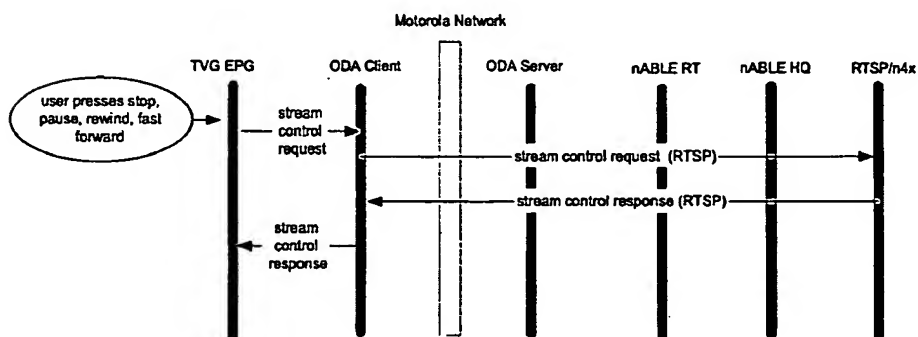 Motorola Network
TVG EPG
ODA Client
ODA Server
nABLE RT
nABLE HQ
RTSP/n4x
user presses stop,
pause, rewind, fast
forward
stream
control
request
stream control request (RTSP)
stream control response (RTSP)
stream
control
response